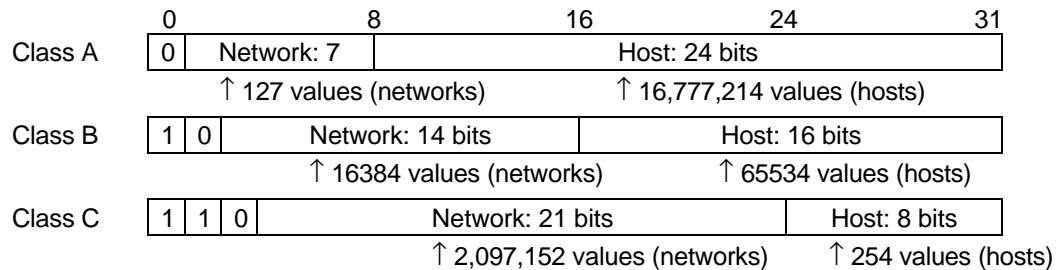 0 8 16 24 31
Class A 0 Network: 7 Host: 24 bits
↑ 127 values (networks) ↑ 16,777,214 values (hosts)
Class B 1 0 Network: 14 bits Host: 16 bits
↑ 16384 values (networks) ↑ 65534 values (hosts)
Class C 1 1 0 Network: 21 bits Host: 8 bits
↑ 2,097,152 values (networks) ↑ 254 values (hosts)